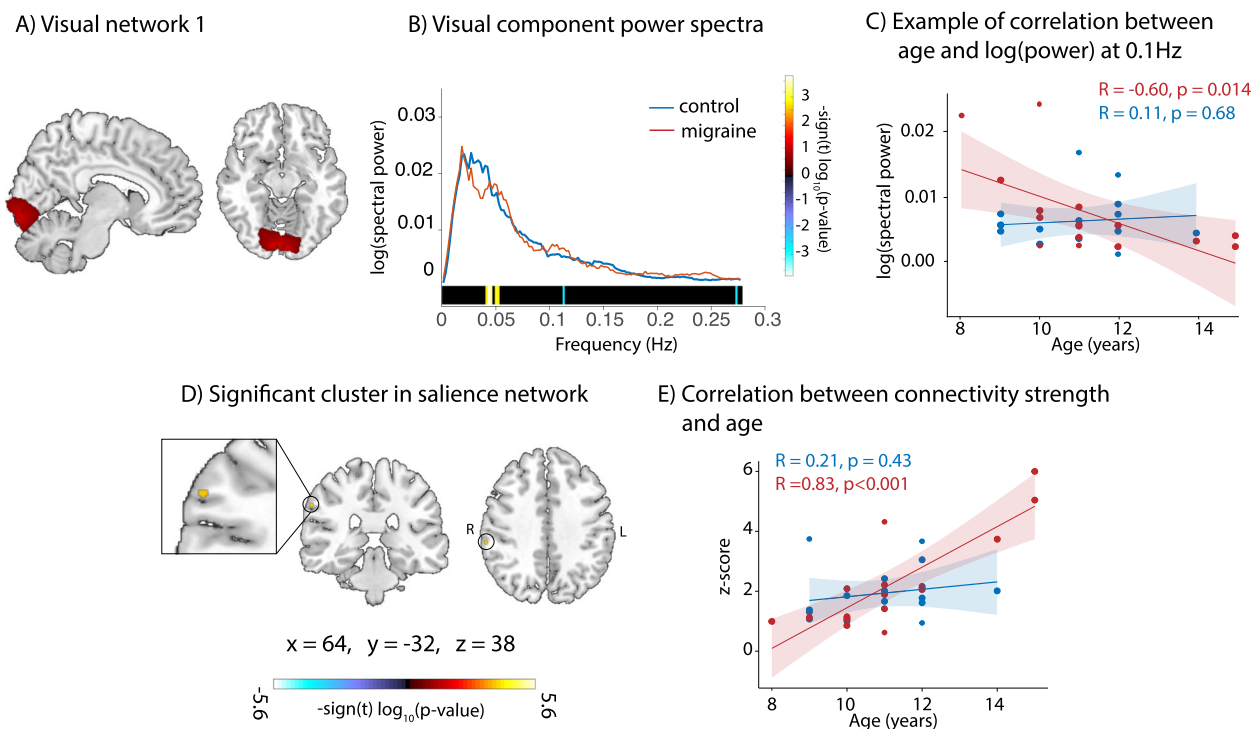 A) Visual network 1
B) Visual component power spectra
log(spectral power)
0.03
0.02
0.01
0
control
migraine
0
0.05
0.1
0.15
0.2
0.25
0.3
Frequency (Hz)
3
2
1
0
-1
-2
-3
-sign(t) log10(p-value)
C) Example of correlation between
age and log(power) at 0.1Hz
R = -0.60, p = 0.014
R = 0.11, p = 0.68
log(spectral power)
0.02
0.01
0.00
8
10
12
14
Age (years)
D) Significant cluster in salience network
R
L
x = 64, y = -32, z = 38
-5.6
5.6
-sign(t) log10(p-value)
E) Correlation between connectivity strength
and age
R = 0.21, p = 0.43
R =0.83, p<0.001
z-score
6
4
2
0
8
10
12
14
Age (years)